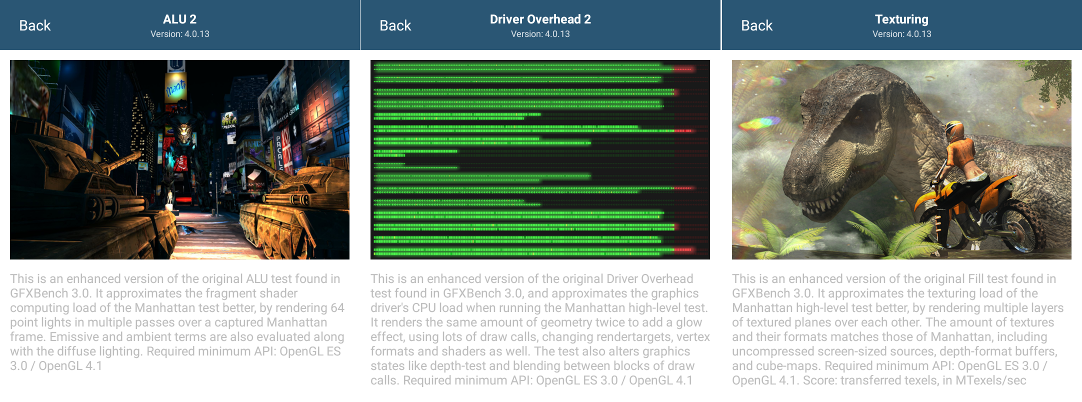 Back
ALU 2
Version: 4.0.13
This is an enhanced version of the original ALU test found in
GFXBench 3.0. It approximates the fragment shader
computing load of the Manhattan test better, by rendering 64
point lights in multiple passes over a captured Manhattan
frame. Emissive and ambient terms are also evaluated along
with the diffuse lighting. Required minimum API: OpenGL ES
3.0 / OpenGL 4.1
Back
Driver Overhead 2
Version: 4.0.13
This is an enhanced version of the original Driver Overhead
test found in GFXBench 3.0, and approximates the graphics
driver's CPU load when running the Manhattan high-level test.
It renders the same amount of geometry twice to add a glow
effect, using lots of draw calls, changing rendertargets, vertex
formats and shaders as well. The test also alters graphics
states like depth-test and blending between blocks of draw
calls. Required minimum API: OpenGL ES 3.0 / OpenGL 4.1
Back
Texturing
Version: 4.0.13
This is an enhanced version of the original Fill test found in
GFXBench 3.0. It approximates the texturing load of the
Manhattan high-level test, by rendering multiple layers
of textured planes over each other. The amount of textures
and their formats matches those of Manhattan, including
uncompressed screen-sized sources, depth-format buffers,
and cube-maps. Required minimum API: OpenGL ES 3.0 /
OpenGL 4.1. Score: transferred texels, in MTexels/sec